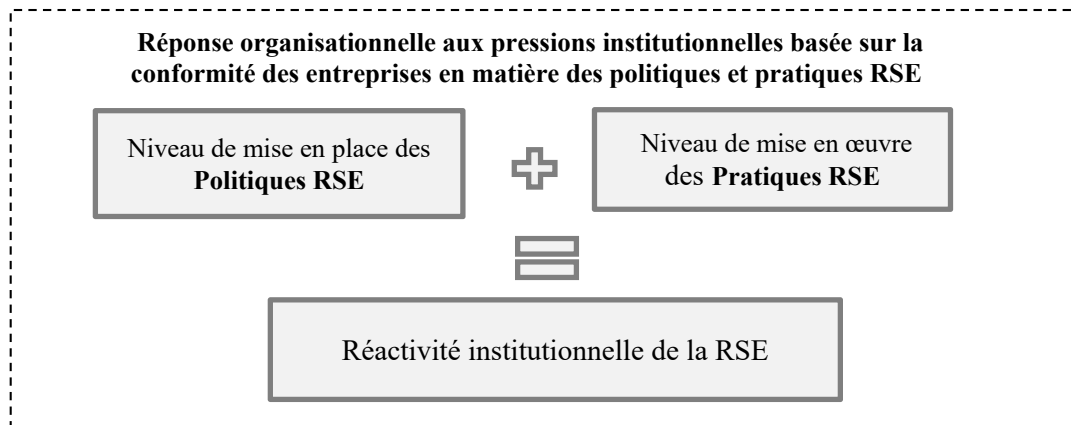 Réponse organisationnelle aux pressions institutionnelles basée sur la
conformité des entreprises en matière des politiques et pratiques RSE
Niveau de mise en place des
Politiques RSE
Niveau de mise en œuvre
des Pratiques RSE
Réactivité institutionnelle de la RSE